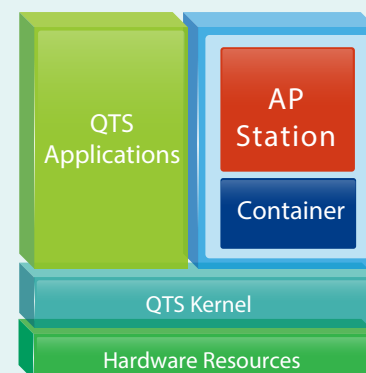 QTS
Applications
AP
Station
Container
QTS Kernel
Hardware Resources